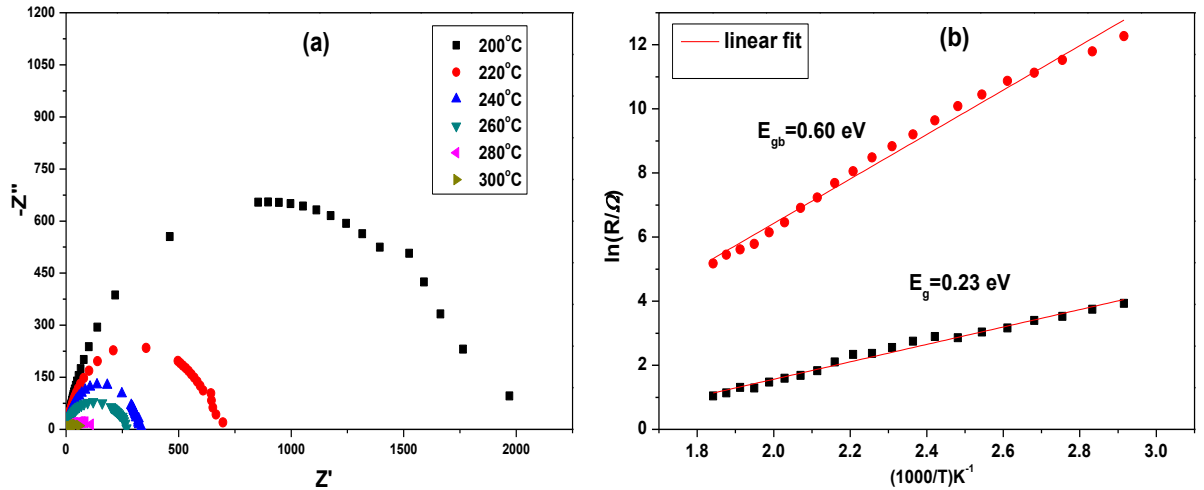 (a)
200°C
220°C
240°C
260°C
280°C
300°C
1200
1050
900
750
600
450
300
150
0
-Z"
0
500
1000
1500
2000
Z'
(b)
linear fit
E_gb=0.60 eV
E_g=0.23 eV
12
10
8
6
4
2
0
ln(R/Ω)
1.8
2.0
2.2
2.4
2.6
2.8
3.0
(1000/T)K⁻¹